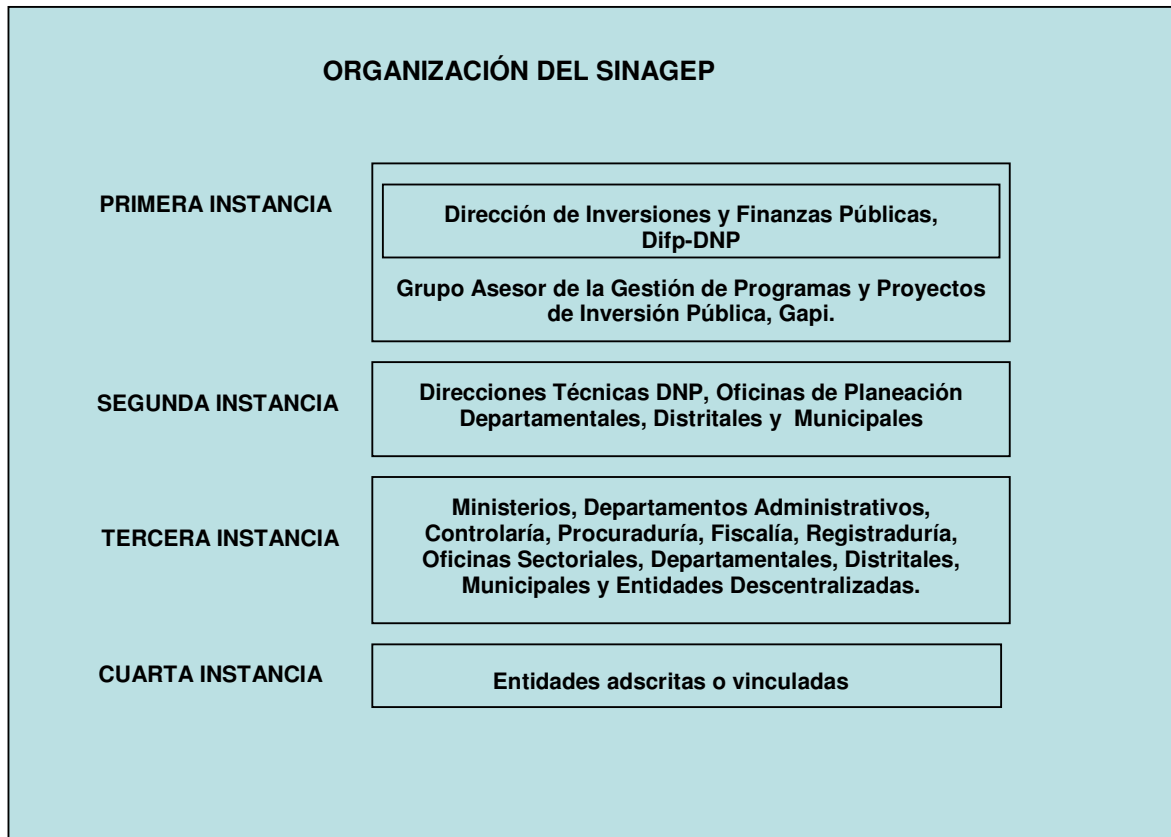 ORGANIZACIÓN DEL SINAGEP
PRIMERA INSTANCIA
Dirección de Inversiones y Finanzas Públicas,
Difp-DNP
Grupo Asesor de la Gestión de Programas y Proyectos
de Inversión Pública, Gapi.
SEGUNDA INSTANCIA
Direcciones Técnicas DNP, Oficinas de Planeación
Departamentales, Distritales y Municipales
TERCERA INSTANCIA
Ministerios, Departamentos Administrativos,
Controlaría, Procuraduría, Fiscalía, Registraduría,
Oficinas Sectoriales, Departamentales, Distritales,
Municipales y Entidades Descentralizadas.
CUARTA INSTANCIA
Entidades adscritas o vinculadas